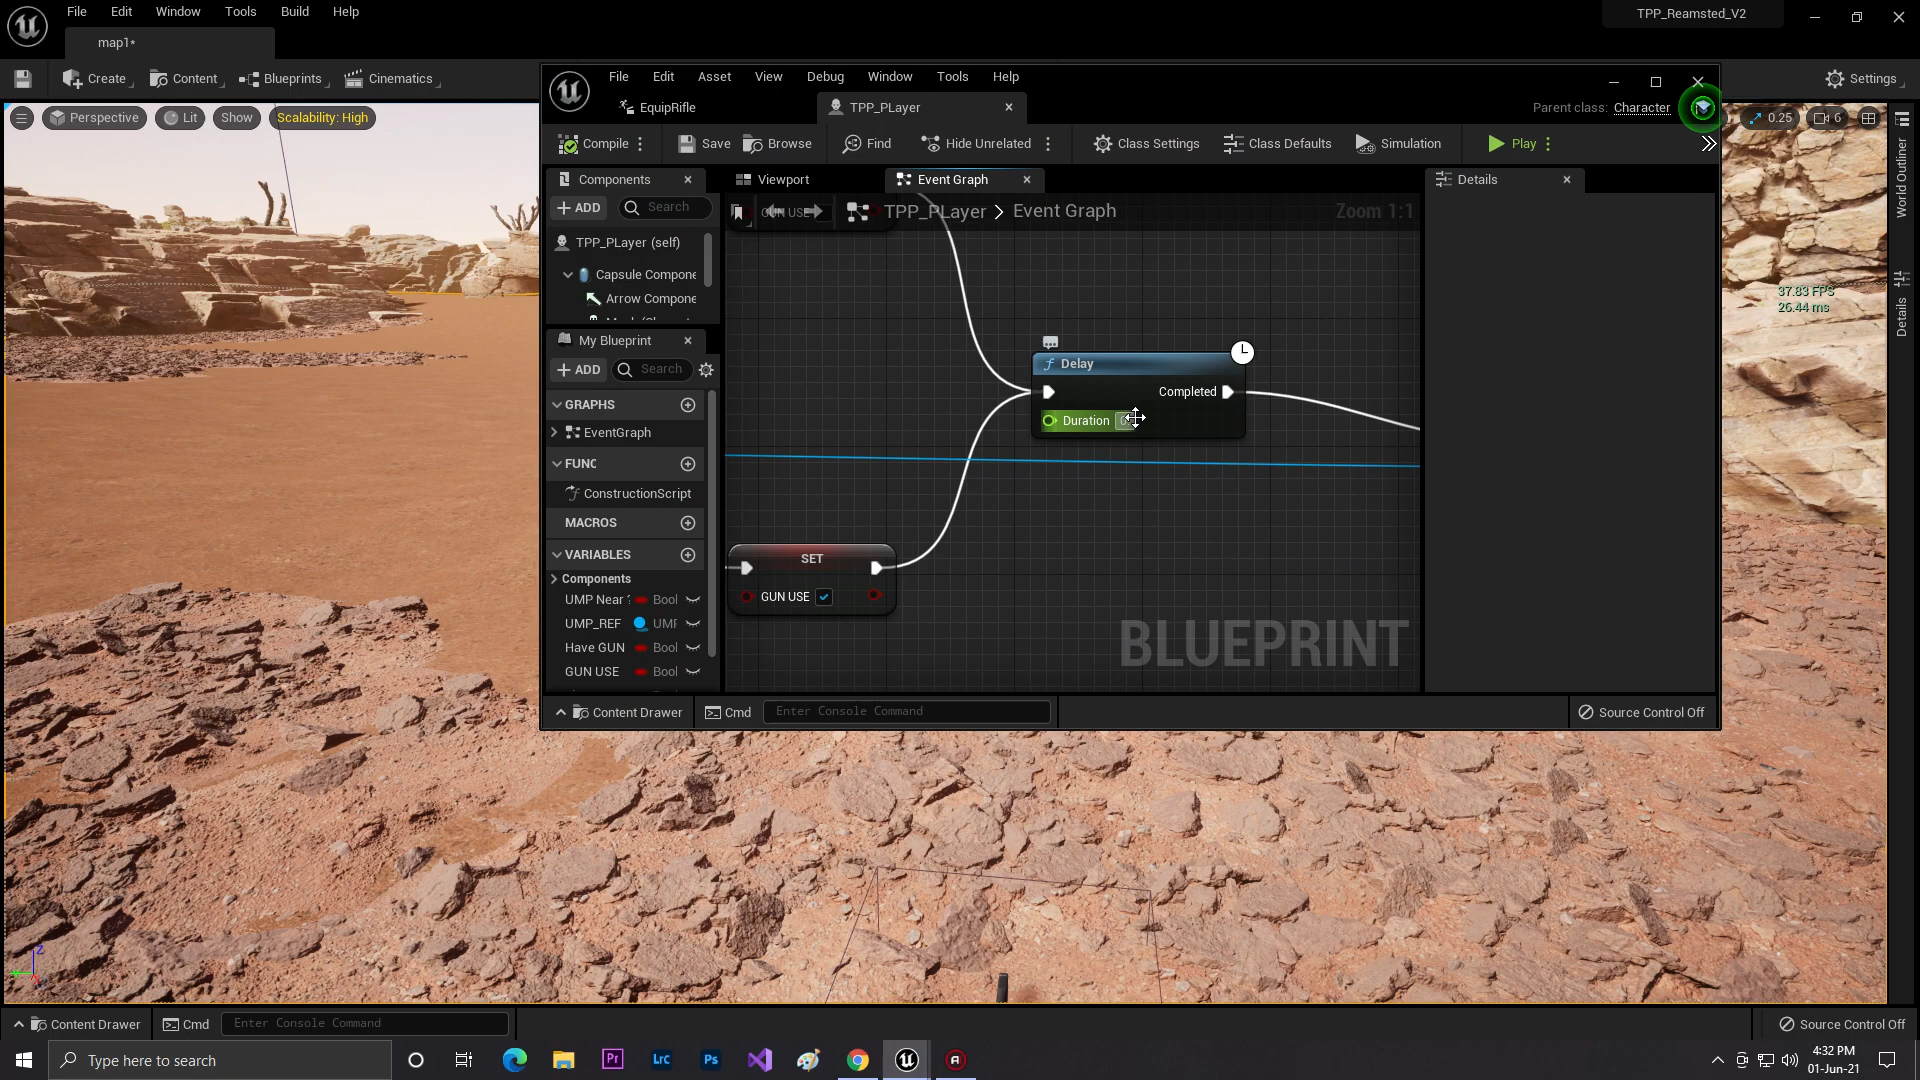 File Edit Window Tools Build Help
TPP_Reamsted_V2
map1*
Create Content Blueprints Cinematics
Settings
Perspective Lit Show Scalability: High
0.25 6
File Edit Asset View Debug Window Tools Help
EquipRifle TPP_PLayer
Parent class: Character
Compile Save Browse Find Hide Unrelated Class Settings Class Defaults Simulation Play
Components
Viewport
Event Graph
Details
ADD Search
TPP_PLayer (self)
Capsule Compone
Arrow Compone
My Blueprint
ADD Search
GRAPHS
EventGraph
FUNC
ConstructionScript
MACROS
VARIABLES
Components
UMP Near ? Bool
UMP_REF UMF
Have GUN Bool
GUN USE Bool
GUN USE
TPP_PLayer > Event Graph
Zoom 1:1
Delay
Completed
Duration
SET
GUN USE
BLUEPRINT
Content Drawer Cmd Enter Console Command
Source Control Off
World Outliner
Details
37.83 FPS
26.44 ms
Z
Content Drawer Cmd Enter Console Command
Source Control Off
Type here to search
Pr
Lrc
Ps
4:32 PM
01-Jun-21